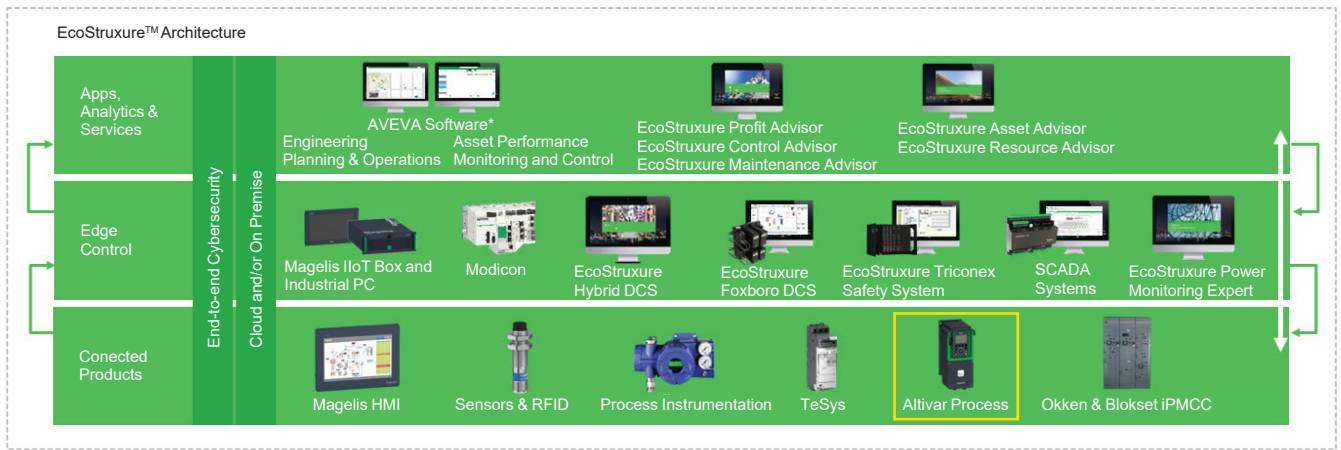 EcoStruxure™ Architecture
Apps,
Analytics &
Services
End-to-end Cybersecurity
Cloud and/or On Premise
AVEVA Software*
Engineering
Planning & Operations
Asset Performance
Monitoring and Control
EcoStruxure Profit Advisor
EcoStruxure Control Advisor
EcoStruxure Maintenance Advisor
EcoStruxure Asset Advisor
EcoStruxure Resource Advisor
Edge
Control
Magelis IIoT Box and
Industrial PC
Modicon
EcoStruxure
Hybrid DCS
EcoStruxure
Foxboro DCS
EcoStruxure Triconex
Safety System
SCADA
Systems
EcoStruxure Power
Monitoring Expert
Conected
Products
Magelis HMI
Sensors & RFID
Process Instrumentation
TeSys
Altivar Process
Okken & Blokset iPMCC